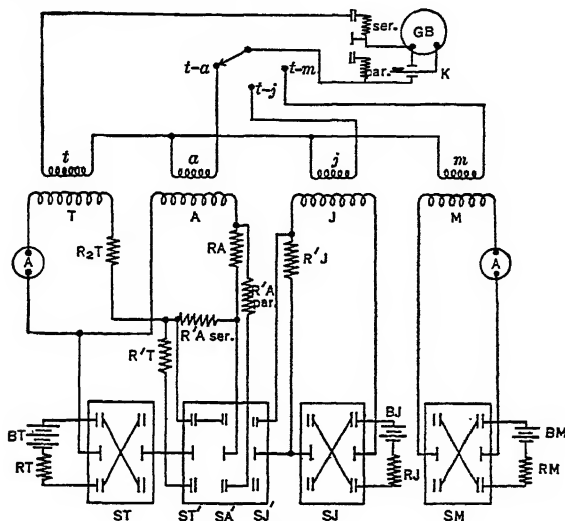 ser.
GB
t-a
t-m
par.
K
t-j
t
a
j
m
T
A
J
M
A
R₂T
RA
R'J
A
R'A par.
R'A ser.
R'T
BT
BJ
BM
RT
RJ
RM
ST
ST'
SA'
SJ'
SJ
SM